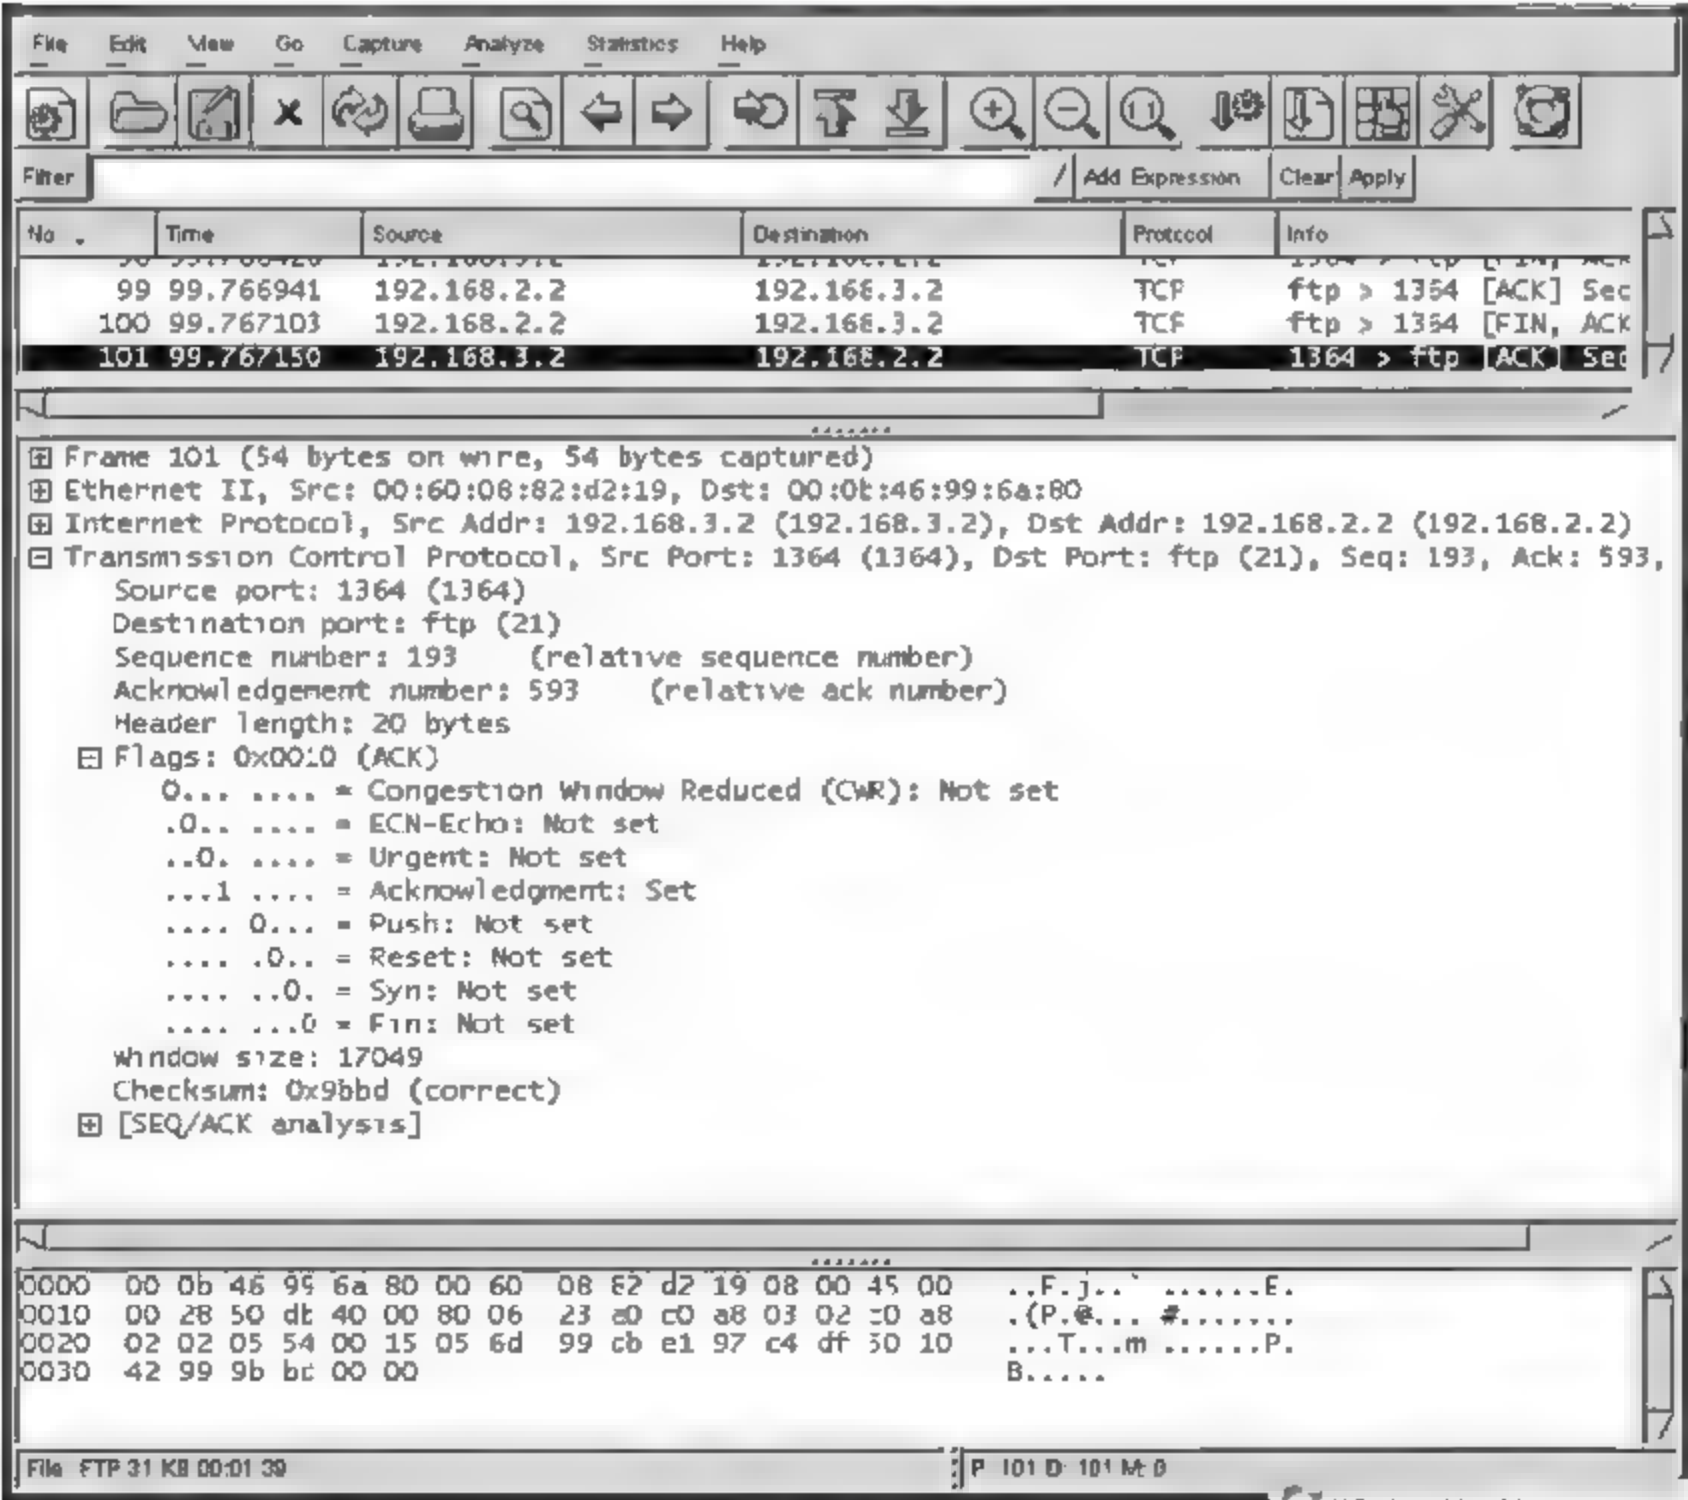 File Edit View Go Capture Analyze Statistics Help
Filter / Add Expression Clear Apply
No . Time Source Destination Protocol Info
99 99.766941 192.168.2.2 192.168.3.2 TCP ftp > 1364 [ACK] Sec
100 99.767103 192.168.2.2 192.168.3.2 TCP ftp > 1364 [FIN, ACK
101 99.767150 192.168.3.2 192.168.2.2 TCP 1364 > ftp [ACK] Sec
Frame 101 (54 bytes on wire, 54 bytes captured)
Ethernet II, Src: 00:60:08:82:d2:19, Dst: 00:0b:46:99:6a:80
Internet Protocol, Src Addr: 192.168.3.2 (192.168.3.2), Dst Addr: 192.168.2.2 (192.168.2.2)
Transmission Control Protocol, Src Port: 1364 (1364), Dst Port: ftp (21), Seq: 193, Ack: 593,
Source port: 1364 (1364)
Destination port: ftp (21)
Sequence number: 193 (relative sequence number)
Acknowledgement number: 593 (relative ack number)
Header length: 20 bytes
Flags: 0x0010 (ACK)
0... .... = Congestion Window Reduced (CWR): Not set
.0.. .... = ECN-Echo: Not set
..0. .... = Urgent: Not set
...1 .... = Acknowledgment: Set
.... 0... = Push: Not set
.... .0.. = Reset: Not set
.... ..0. = Syn: Not set
.... ...0 = Fin: Not set
Window size: 17049
Checksum: 0x9bbd (correct)
[SEQ/ACK analysis]
0000 00 0b 46 99 6a 80 00 60 08 82 d2 19 08 00 45 00 ..F.j..` ......E.
0010 00 28 50 db 40 00 80 06 23 a0 c0 a8 03 02 c0 a8 .(P.@... #.......
0020 02 02 05 54 00 15 05 6d 99 cb e1 97 c4 df 50 10 ...T...m ......P.
0030 42 99 9b bd 00 00 B.....
File FTP 31 KB 00:01:39 P: 101 D: 101 M: 0